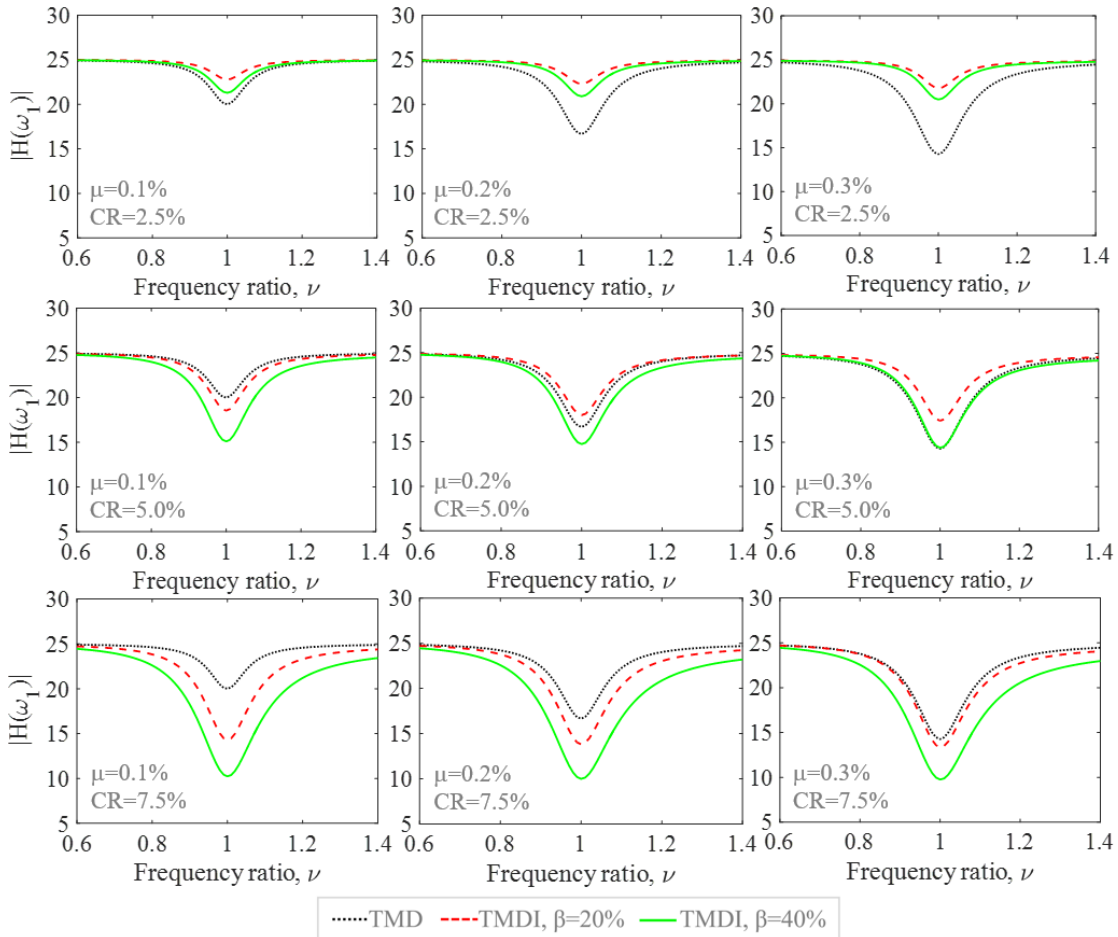 30
25
20
15
10
5
|H(ω1)|
μ=0.1%
CR=2.5%
0.6 0.8 1 1.2 1.4
Frequency ratio, ν
30
25
20
15
10
5
μ=0.2%
CR=2.5%
0.6 0.8 1 1.2 1.4
Frequency ratio, ν
30
25
20
15
10
5
μ=0.3%
CR=2.5%
0.6 0.8 1 1.2 1.4
Frequency ratio, ν
30
25
20
15
10
5
|H(ω1)|
μ=0.1%
CR=5.0%
0.6 0.8 1 1.2 1.4
Frequency ratio, ν
30
25
20
15
10
5
μ=0.2%
CR=5.0%
0.6 0.8 1 1.2 1.4
Frequency ratio, ν
30
25
20
15
10
5
μ=0.3%
CR=5.0%
0.6 0.8 1 1.2 1.4
Frequency ratio, ν
30
25
20
15
10
5
|H(ω1)|
μ=0.1%
CR=7.5%
0.6 0.8 1 1.2 1.4
Frequency ratio, ν
30
25
20
15
10
5
μ=0.2%
CR=7.5%
0.6 0.8 1 1.2 1.4
Frequency ratio, ν
30
25
20
15
10
5
μ=0.3%
CR=7.5%
0.6 0.8 1 1.2 1.4
Frequency ratio, ν
TMD TMDI, β=20% TMDI, β=40%